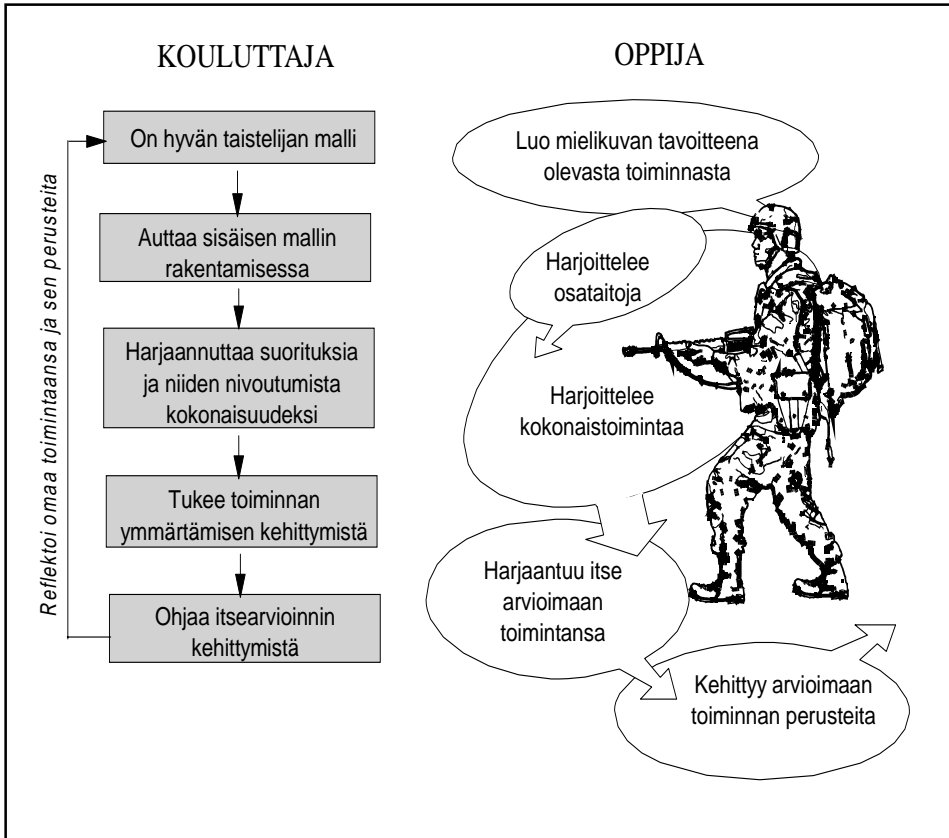 KOULUTTAJA
On hyvän taistelijan malli
Auttaa sisäisen mallin
rakentamisessa
Harjaannuttaa suorituksia
ja niiden nivoutumista
kokonaisuudeksi
Tukee toiminnan
ymmärtämisen kehittymistä
Ohjaa itsearvioinnin
kehittymistä
Reflektoi omaa toimintaansa ja sen perusteita
OPPIJA
Luo mielikuvan tavoitteena
olevasta toiminnasta
Harjoittelee
osataitoja
Harjoittelee
kokonaistoimintaa
Harjaantuu itse
arvioimaan
toimintansa
Kehittyy arvioimaan
toiminnan perusteita